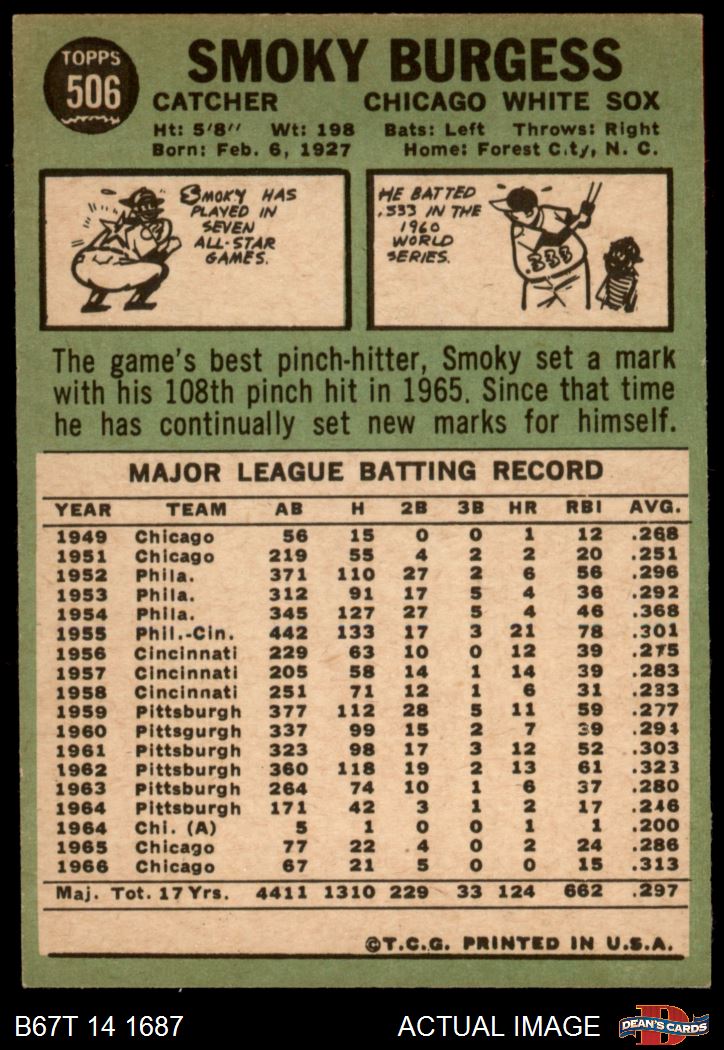 TOPPS
506
SMOKY BURGESS
CATCHER CHICAGO WHITE SOX
Ht: 5'8" Wt: 198 Bats: Left Throws: Right
Born: Feb. 6, 1927 Home: Forest City, N. C.
SMOKY HAS
PLAYED IN
SEVEN
ALL-STAR
GAMES.
HE BATTED
.333 IN THE
1960
WORLD
SERIES.
.333
The game's best pinch-hitter, Smoky set a mark
with his 108th pinch hit in 1965. Since that time
he has continually set new marks for himself.
MAJOR LEAGUE BATTING RECORD
YEAR TEAM AB H 2B 3B HR RBI AVG.
1949 Chicago 56 15 0 0 1 12 .268
1951 Chicago 219 55 4 2 2 20 .251
1952 Phila. 371 110 27 2 6 56 .296
1953 Phila. 312 91 17 5 4 36 .292
1954 Phila. 345 127 27 5 4 46 .368
1955 Phil.-Cin. 442 133 17 3 21 78 .301
1956 Cincinnati 229 63 10 0 12 39 .275
1957 Cincinnati 205 58 14 1 14 39 .283
1958 Cincinnati 251 71 12 1 6 31 .233
1959 Pittsburgh 377 112 28 5 11 59 .277
1960 Pittsgurgh 337 99 15 2 7 39 .294
1961 Pittsburgh 323 98 17 3 12 52 .303
1962 Pittsburgh 360 118 19 2 13 61 .323
1963 Pittsburgh 264 74 10 1 6 37 .280
1964 Pittsburgh 171 42 3 1 2 17 .246
1964 Chi. (A) 5 1 0 0 1 1 .200
1965 Chicago 77 22 4 0 2 24 .286
1966 Chicago 67 21 5 0 0 15 .313
Maj. Tot. 17 Yrs. 4411 1310 229 33 124 662 .297
©T.C.G. PRINTED IN U.S.A.
B67T 14 1687 ACTUAL IMAGE
D
DEAN'S CARDS